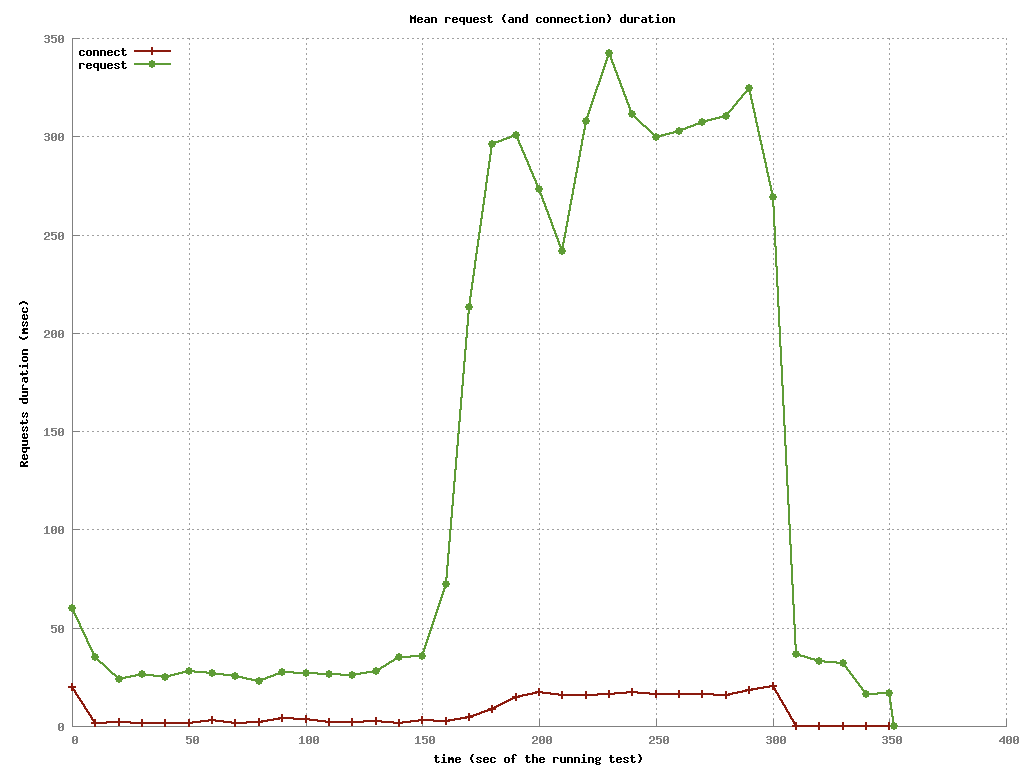 Mean request (and connection) duration
connect
request
350
300
250
200
150
100
50
0
0 50 100 150 200 250 300 350 400
Requests duration (msec)
time (sec of the running test)